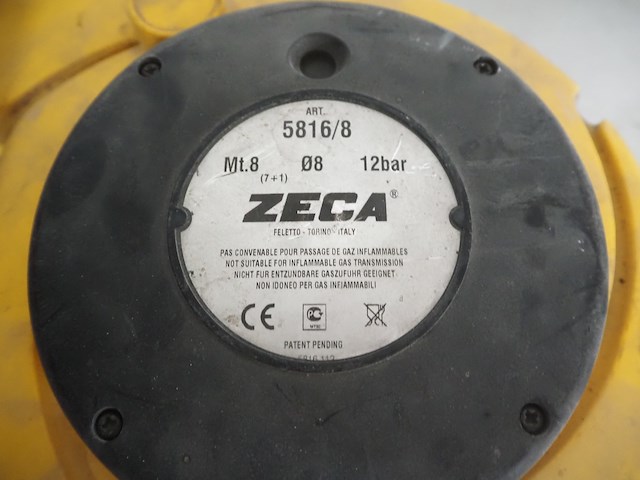 ART.
5816/8
Mt.8 Ø8 12bar
(7+1)
ZECA®
FELETTO - TORINO - ITALY
PAS CONVENABLE POUR PASSAGE DE GAZ INFLAMMABLES
NOT SUITABLE FOR INFLAMMABLE GAS TRANSMISSION
NICHT FUR ENTZUNDBARE GASZUFUHR GEEIGNET
NON IDONEO PER GAS INFIAMMABILI
CE
PATENT PENDING